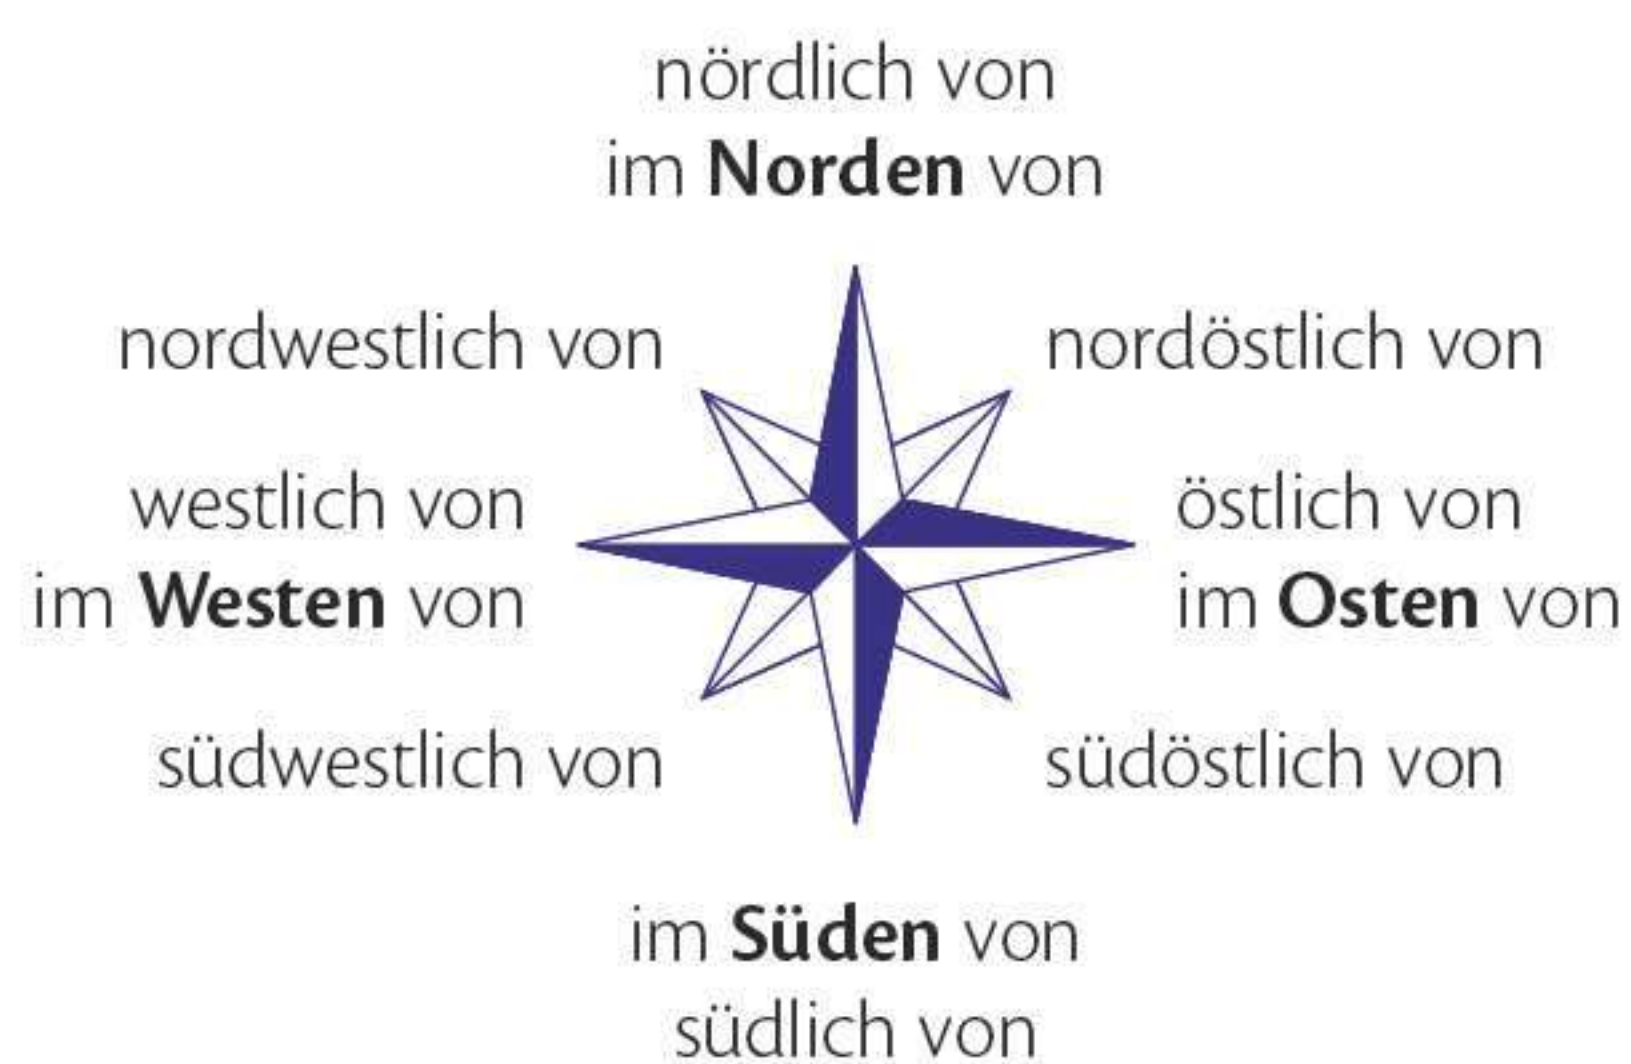 nördlich von
im Norden von
nordwestlich von
nordöstlich von
westlich von
im Westen von
östlich von
im Osten von
südwestlich von
südöstlich von
im Süden von
südlich von